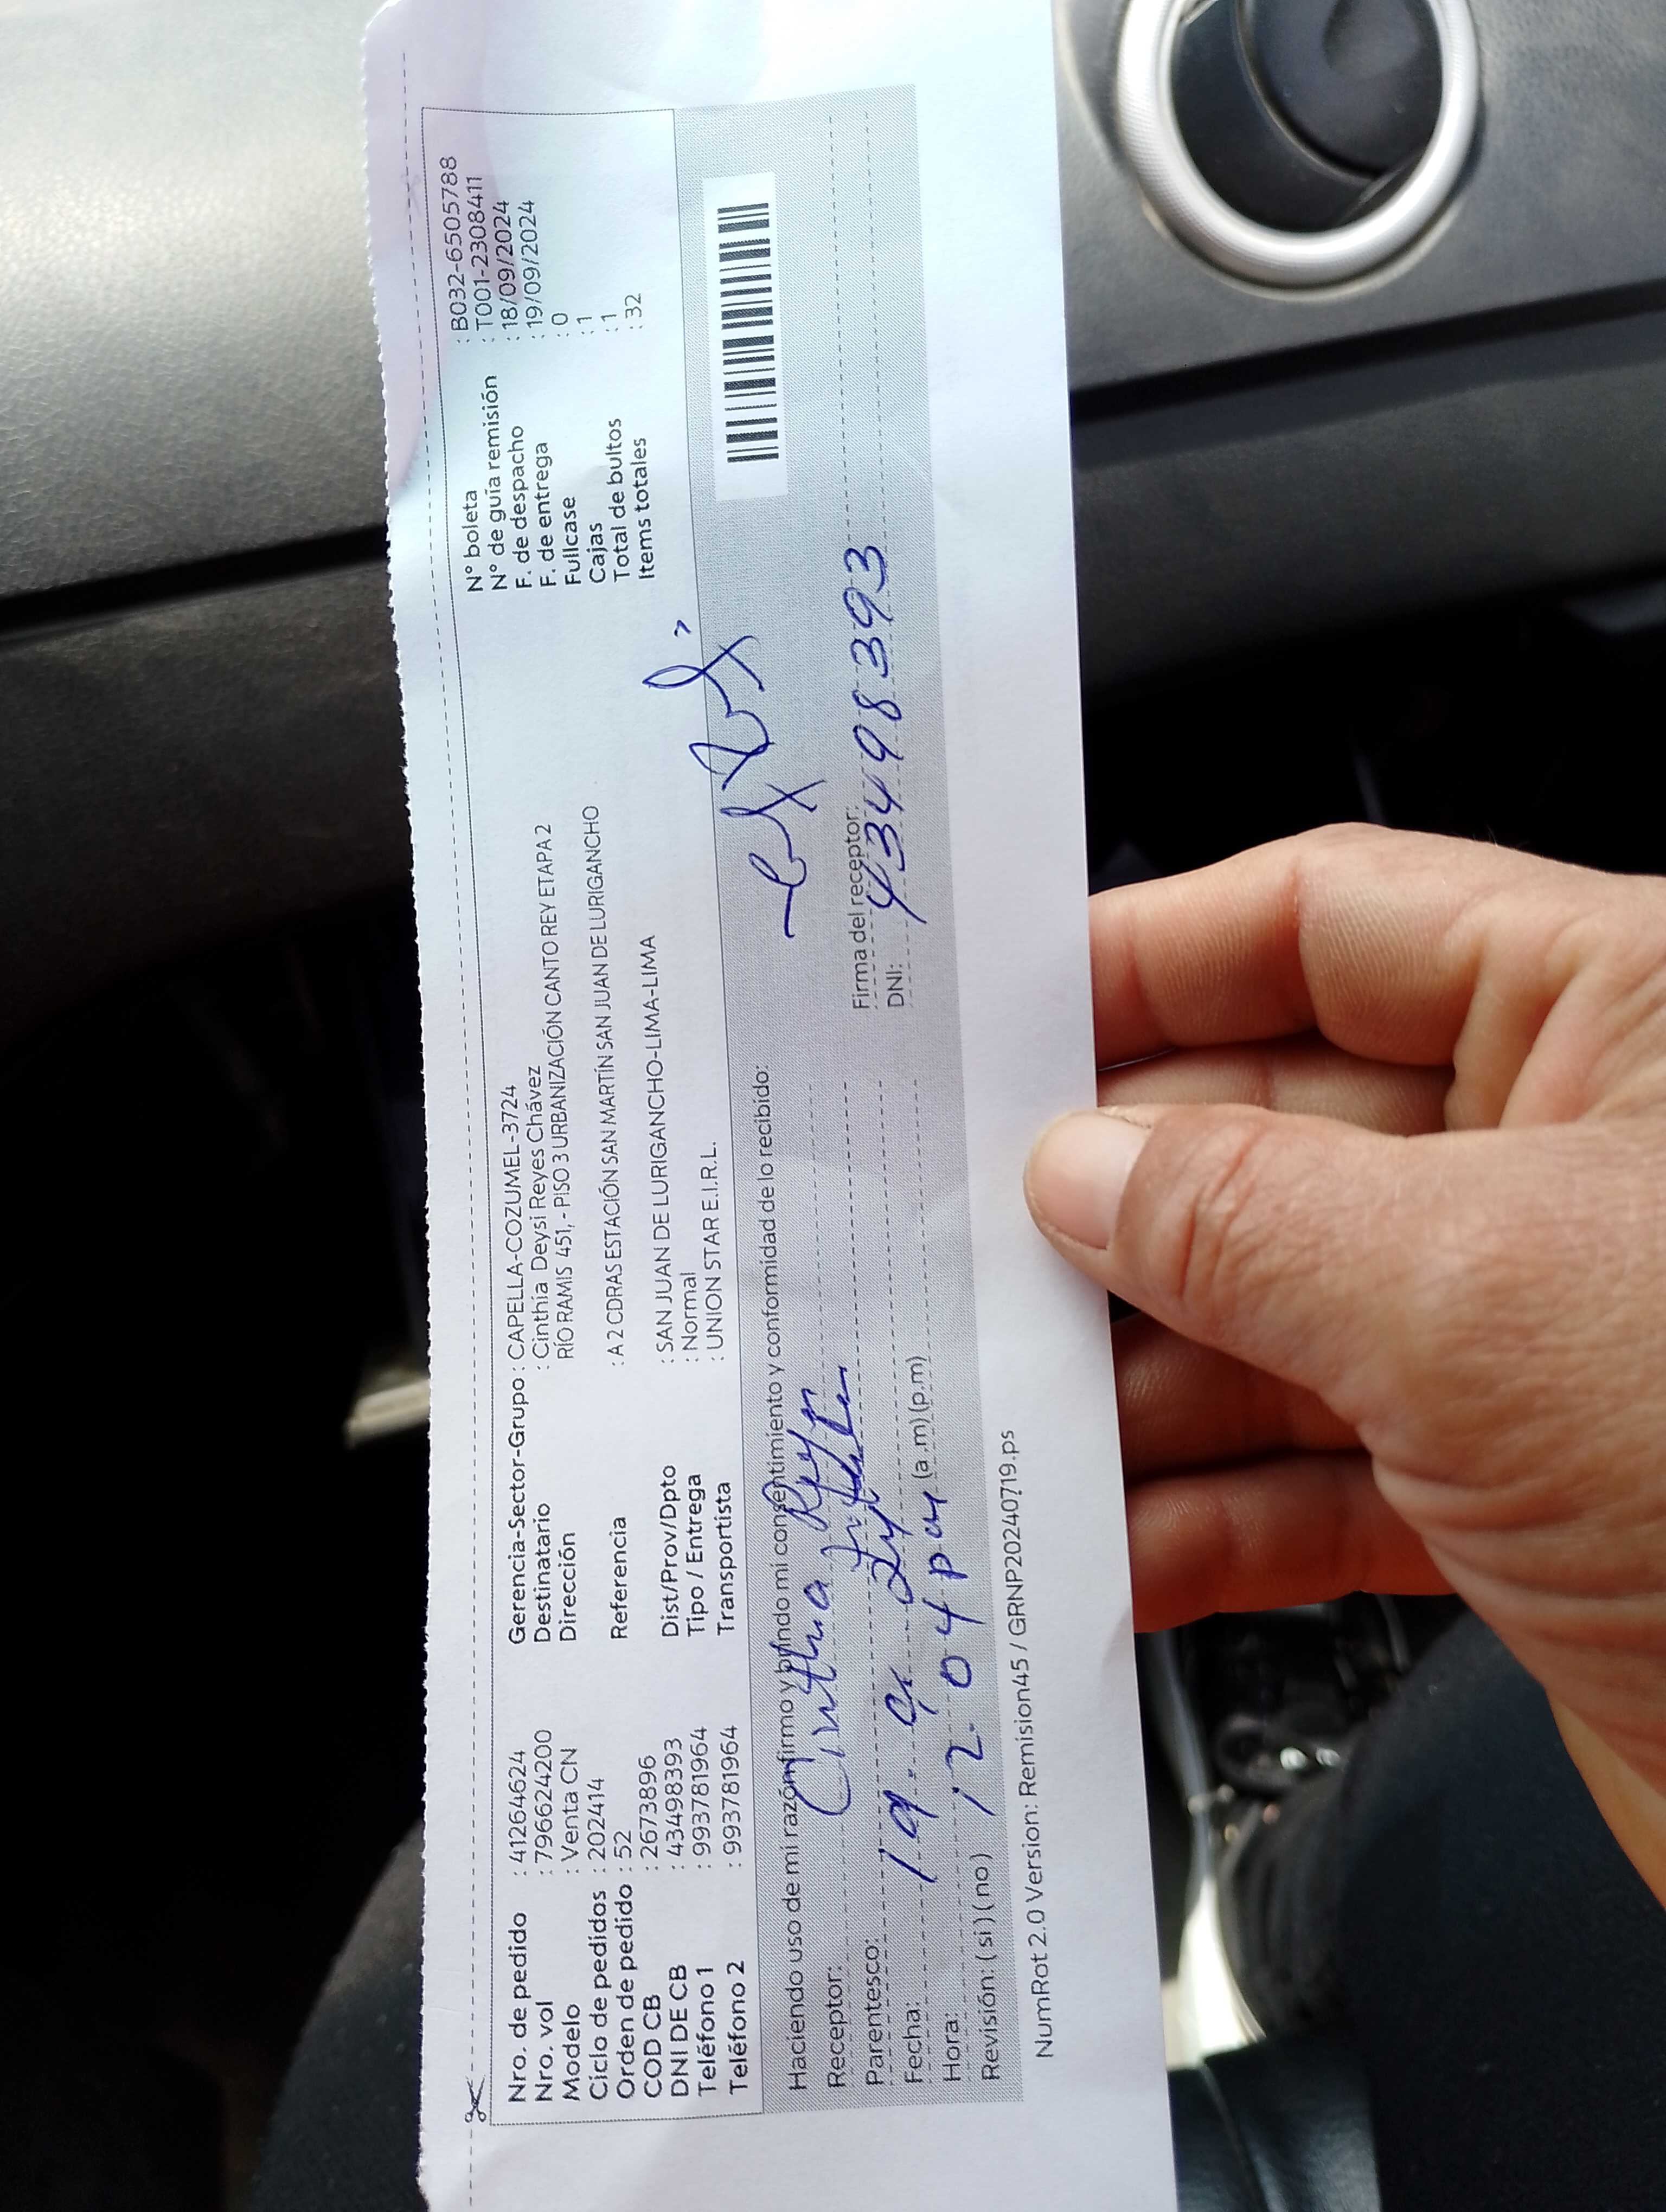 Nro. de pedido : 412646​24
Nro. vol : 796624200
Modelo : Venta CN
Ciclo de pedidos : 202414
Orden de pedido : 52
COD CB : 2673896
DNI DE CB : 43498393
Teléfono 1 : 993781964
Teléfono 2 : 993781964
Gerencia-Sector-Grupo : CAPELLA-COZUMEL-3724
Destinatario : Cinthia Deysi Reyes Chávez
Dirección RÍO RAMIS 451, - PISO 3 URBANIZACIÓN CANTO REY ETAPA 2
Referencia : A 2 CDRAS ESTACIÓN SAN MARTÍN SAN JUAN DE LURIGANCHO
Dist/Prov/Dpto : SAN JUAN DE LURIGANCHO-LIMA-LIMA
Tipo / Entrega : Normal
Transportista : UNION STAR E.I.R.L.
N° boleta : B032-6505788
N° de guía remisión : T001-2308411
F. de despacho : 18/09/2024
F. de entrega : 19/09/2024
Fullcase : 0
Cajas : 1
Total de bultos : 1
Items totales : 32
Haciendo uso de mi razón firmo y brindo mi consentimiento y conformidad de lo recibido:
Receptor: Cinthia
Parentesco:
Fecha: 19. 9 24
Hora: 12 04 pm (a.m) (p.m)
Revisión: ( si ) ( no )
Firma del receptor:
DNI: 43498393
NumRot 2.0 Version: Remision45 / GRNP20240719.ps